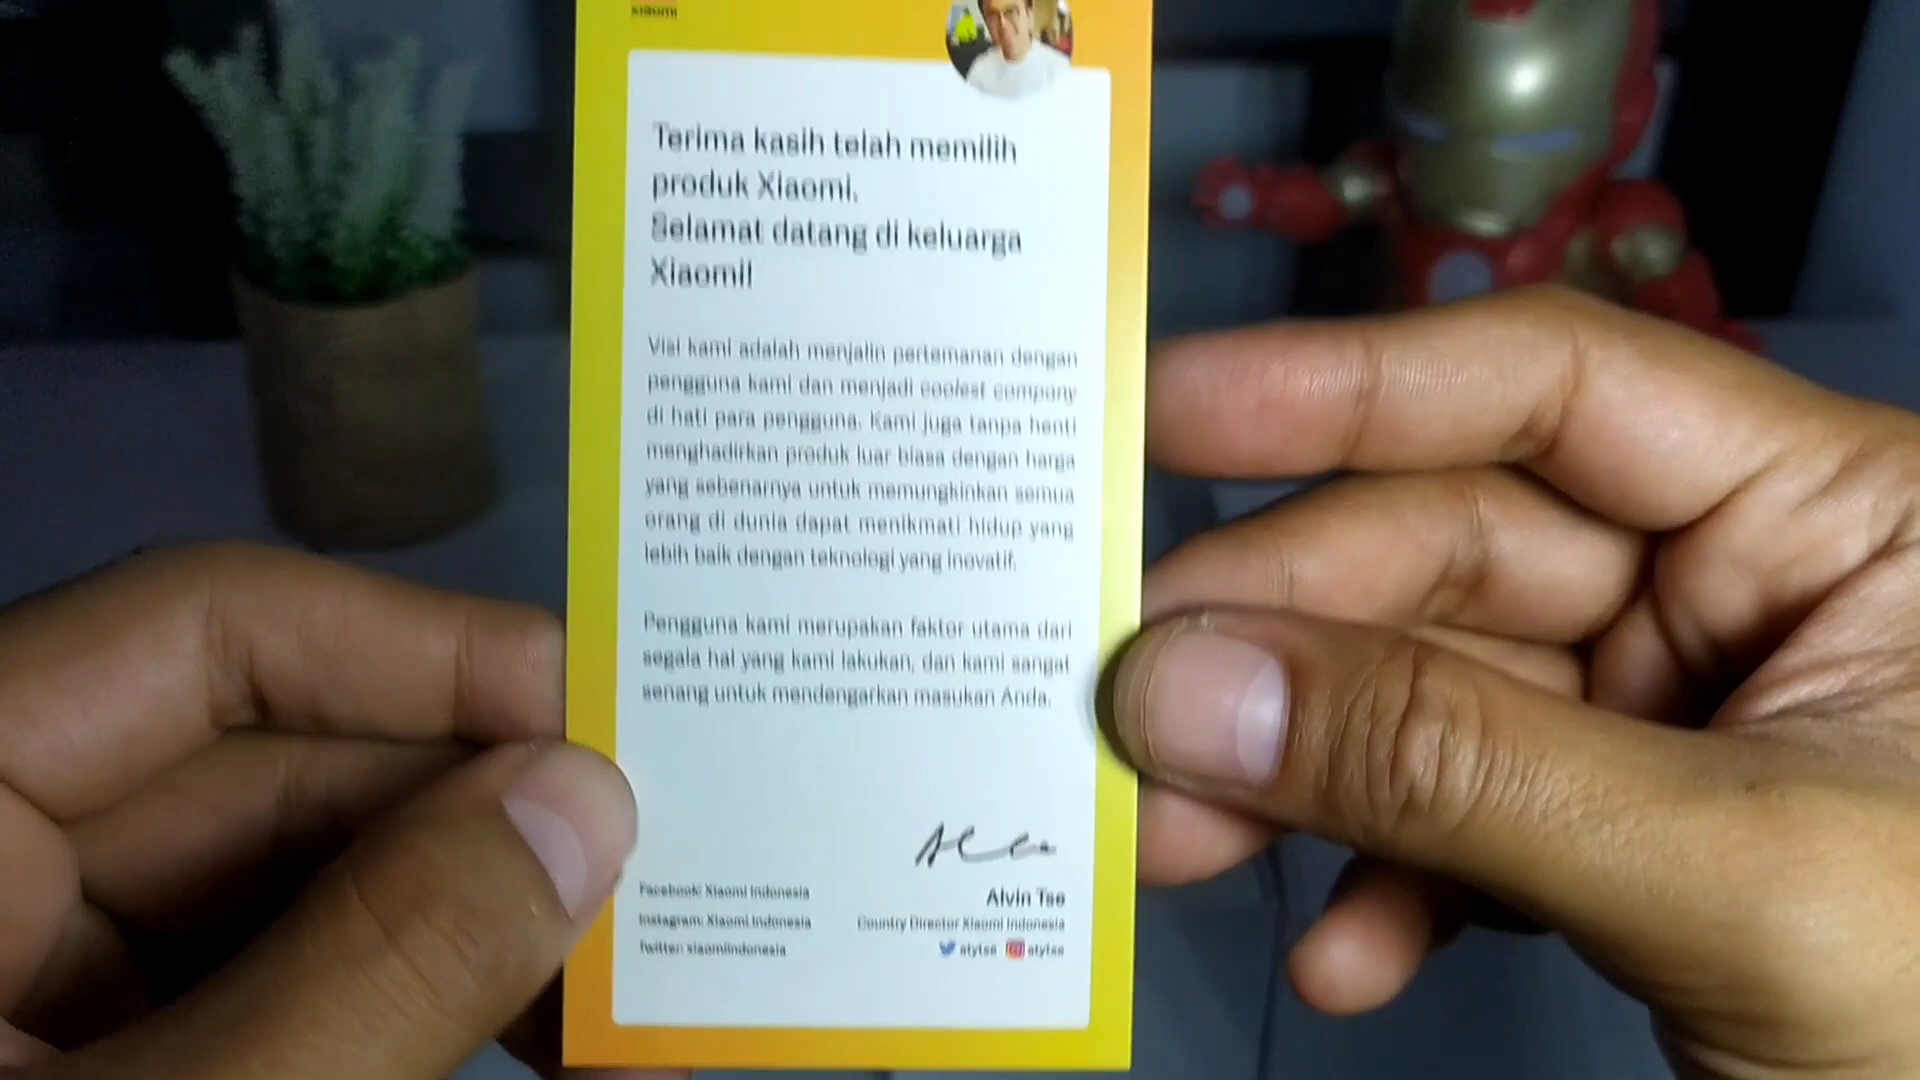 xiaomi
Terima kasih telah memilih
produk Xiaomi.
Selamat datang di keluarga
Xiaomi!
Visi kami adalah menjalin pertemanan dengan
pengguna kami dan menjadi coolest company
di hati para pengguna. Kami juga tanpa henti
menghadirkan produk luar biasa dengan harga
yang sebenarnya untuk memungkinkan semua
orang di dunia dapat menikmati hidup yang
lebih baik dengan teknologi yang inovatif.
Pengguna kami merupakan faktor utama dari
segala hal yang kami lakukan, dan kami sangat
senang untuk mendengarkan masukan Anda.
Alvin Tse
Facebook: Xiaomi Indonesia
Country Director Xiaomi Indonesia
Instagram: Xiaomi.Indonesia
Twitter: xiaomiindonesia
atytse atytse